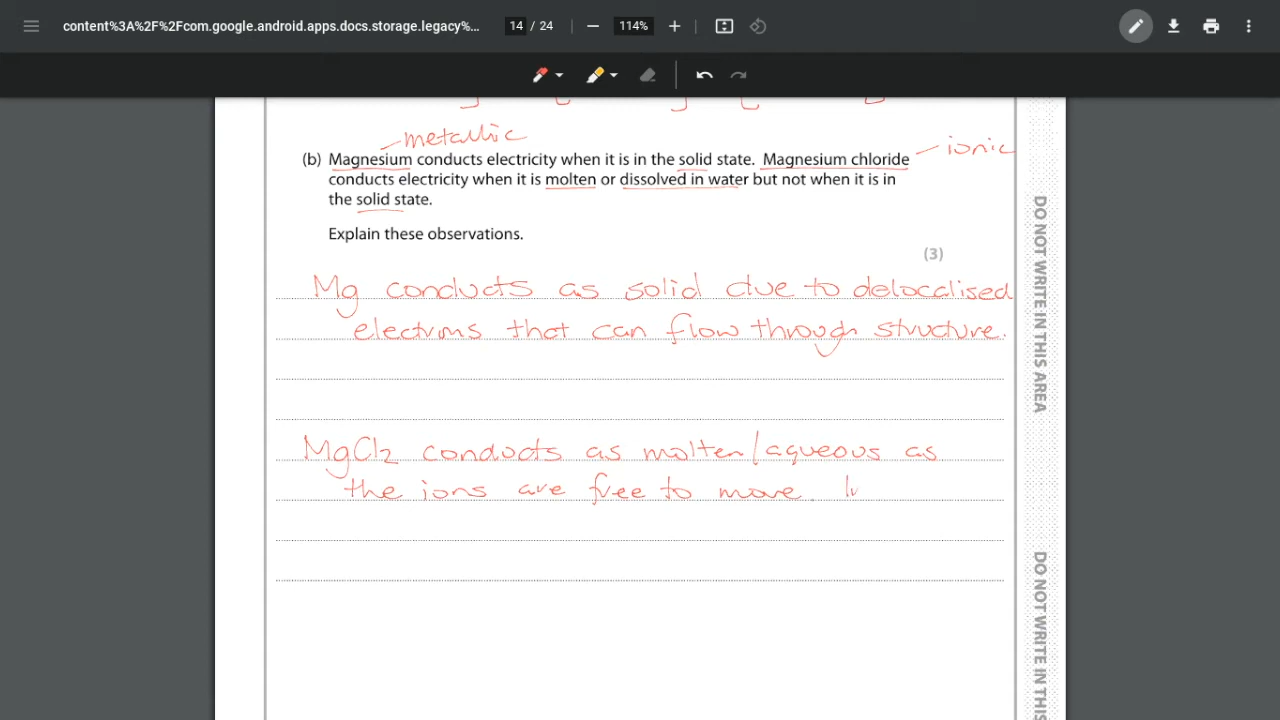 content%3A%2F%2Fcom.google.android.apps.docs.storage.legacy%...
14 / 24
114%
metallic
(b) Magnesium conducts electricity when it is in the solid state. Magnesium chloride
ionic
conducts electricity when it is molten or dissolved in water but not when it is in
the solid state.
Explain these observations.
(3)
Mg conducts as solid due to delocalised
electrons that can flow through structure.
MgCl2 conducts as molten/aqueous as
the ions are free to move.
DO NOT WRITE IN THIS AREA
DO NOT WRITE IN THIS